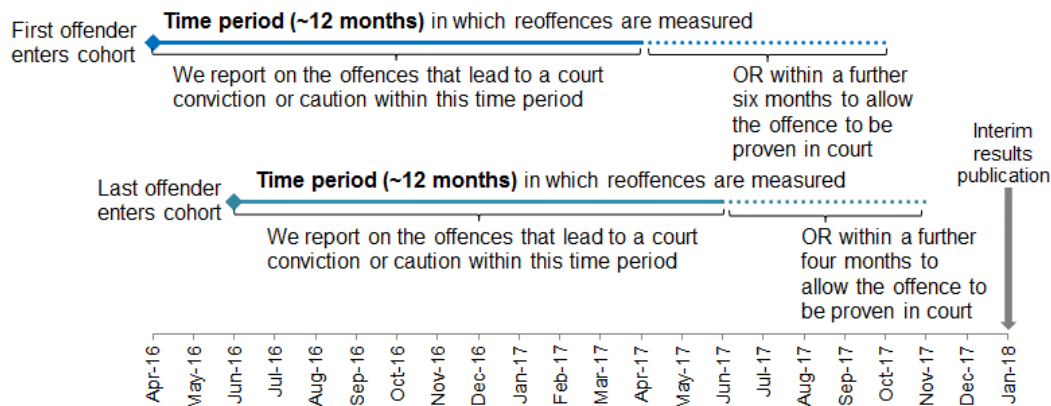 Time period (~12 months) in which reoffences are measured
First offender
enters cohort
We report on the offences that lead to a court
conviction or caution within this time period
OR within a further
six months to allow
the offence to be
proven in court
Interim
results
publication
Time period (~12 months) in which reoffences are measured
Last offender
enters cohort
We report on the offences that lead to a court
conviction or caution within this time period
OR within a further
four months to
allow the offence to
be proven in court
Apr-16
May-16
Jun-16
Jul-16
Aug-16
Sep-16
Oct-16
Nov-16
Dec-16
Jan-17
Feb-17
Mar-17
Apr-17
May-17
Jun-17
Jul-17
Aug-17
Sep-17
Oct-17
Nov-17
Dec-17
Jan-18